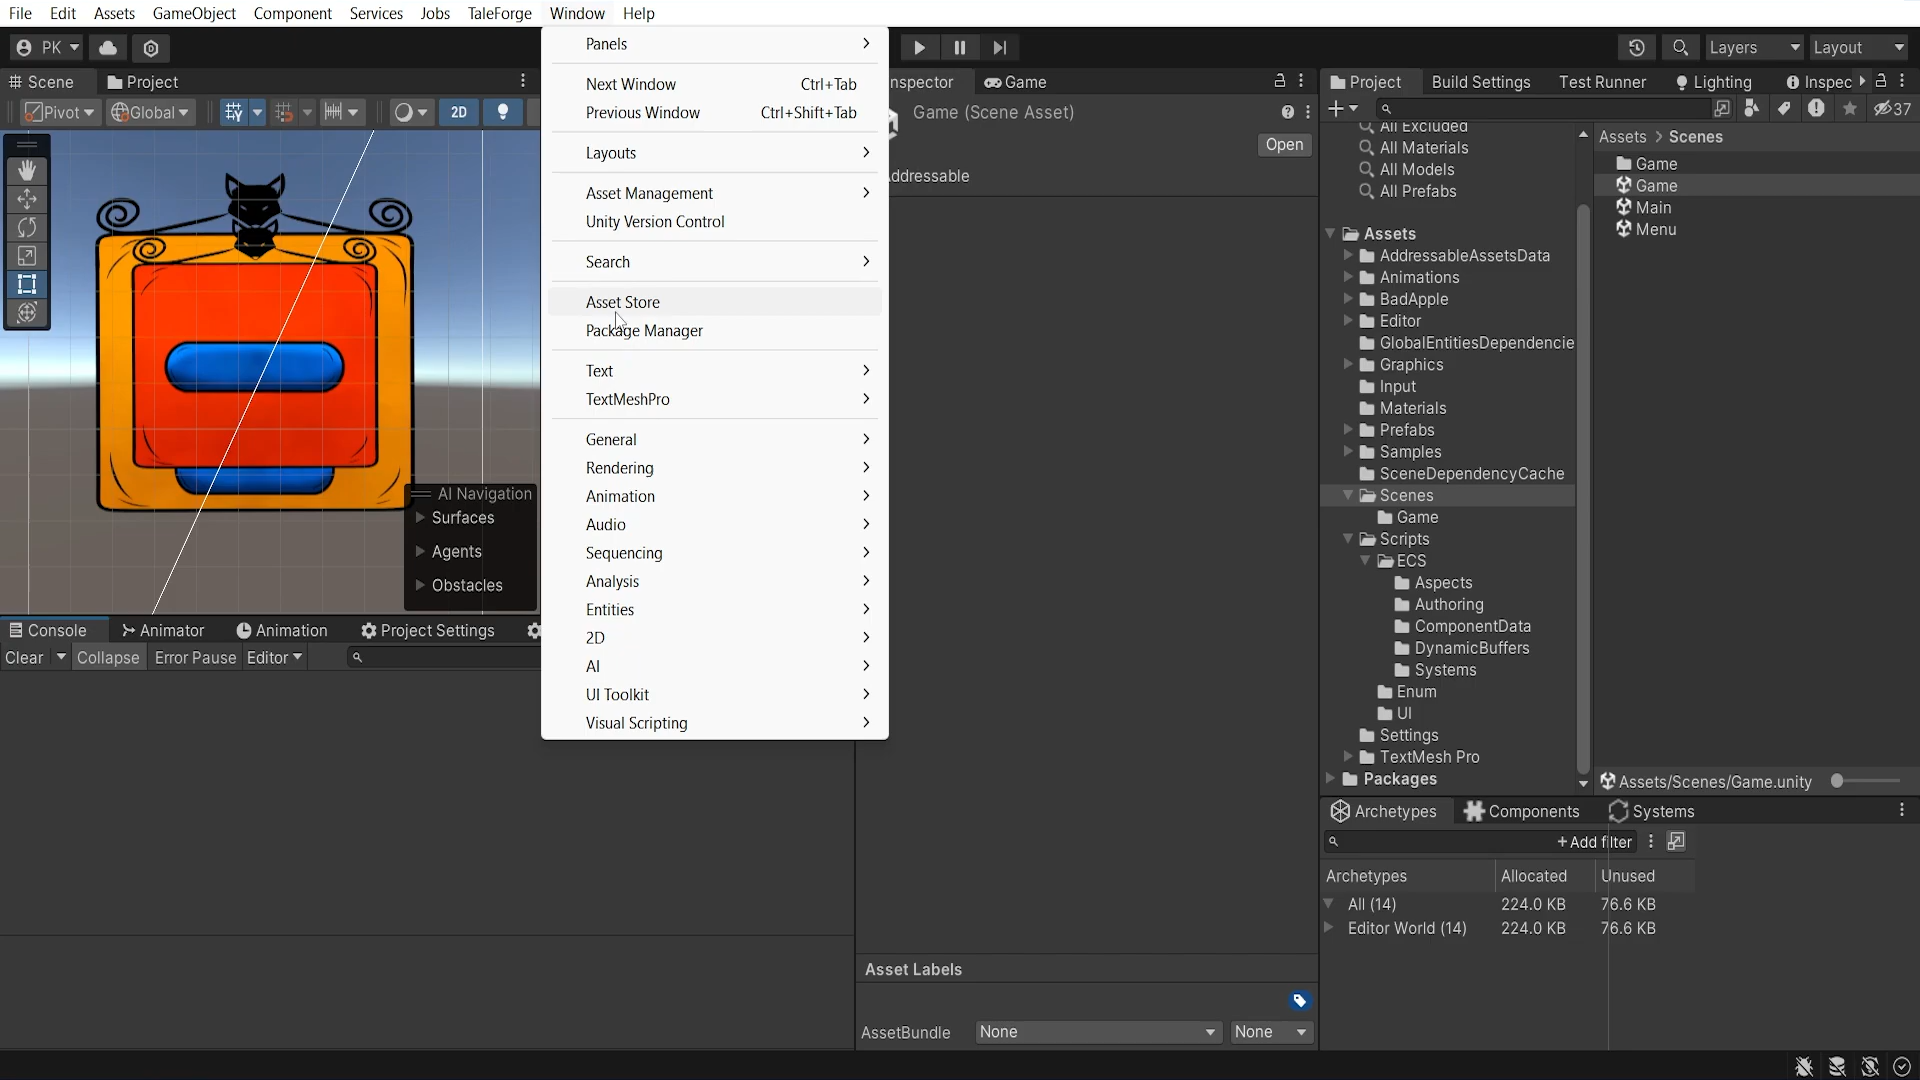 File Edit Assets GameObject Component Services Jobs TaleForge Window Help
PK
Layers Layout
Scene Project
Pivot Global 2D
AI Navigation
Surfaces
Agents
Obstacles
Console Animator Animation Project Settings
Clear Collapse Error Pause Editor
Panels
Next Window Ctrl+Tab
Previous Window Ctrl+Shift+Tab
Layouts
Asset Management
Unity Version Control
Search
Asset Store
Package Manager
Text
TextMeshPro
General
Rendering
Animation
Audio
Sequencing
Analysis
Entities
2D
AI
UI Toolkit
Visual Scripting
nspector Game
Game (Scene Asset)
Open
ddressable
Asset Labels
AssetBundle None None
Project Build Settings Test Runner Lighting Inspec
37
All Excluded
All Materials
All Models
All Prefabs
Assets
AddressableAssetsData
Animations
BadApple
Editor
GlobalEntitiesDependencie
Graphics
Input
Materials
Prefabs
Samples
SceneDependencyCache
Scenes
Game
Scripts
ECS
Aspects
Authoring
ComponentData
DynamicBuffers
Systems
Enum
UI
Settings
TextMesh Pro
Packages
Assets > Scenes
Game
Game
Main
Menu
Assets/Scenes/Game.unity
Archetypes Components Systems
+ Add filter
Archetypes Allocated Unused
All (14) 224.0 KB 76.6 KB
Editor World (14) 224.0 KB 76.6 KB